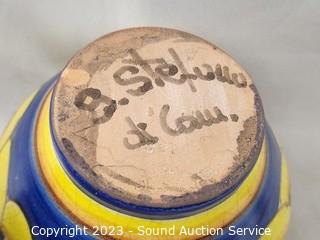 S. Stefano
di Cam.
Copyright 2023 - Sound Auction Service